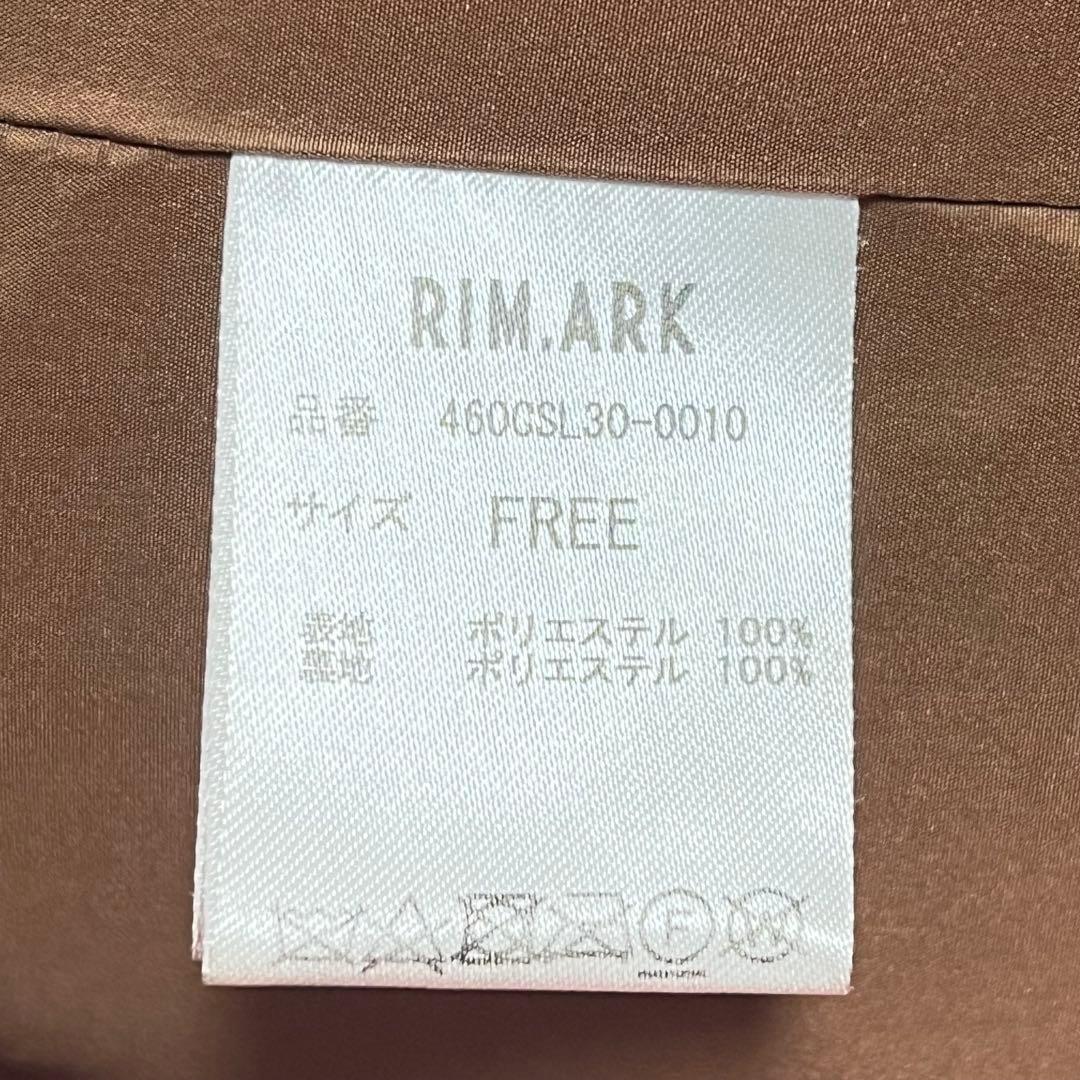 RIM.ARK
品番 460CSL30-0010
サイズ FREE
表地 ポリエステル 100%
裏地 ポリエステル 100%
F
W